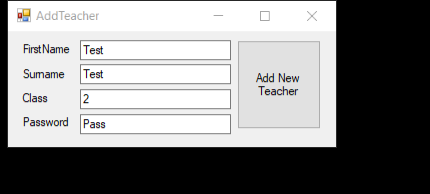 AddTeacher
FirstName Test
Surname Test
Class 2
Password Pass
Add New
Teacher